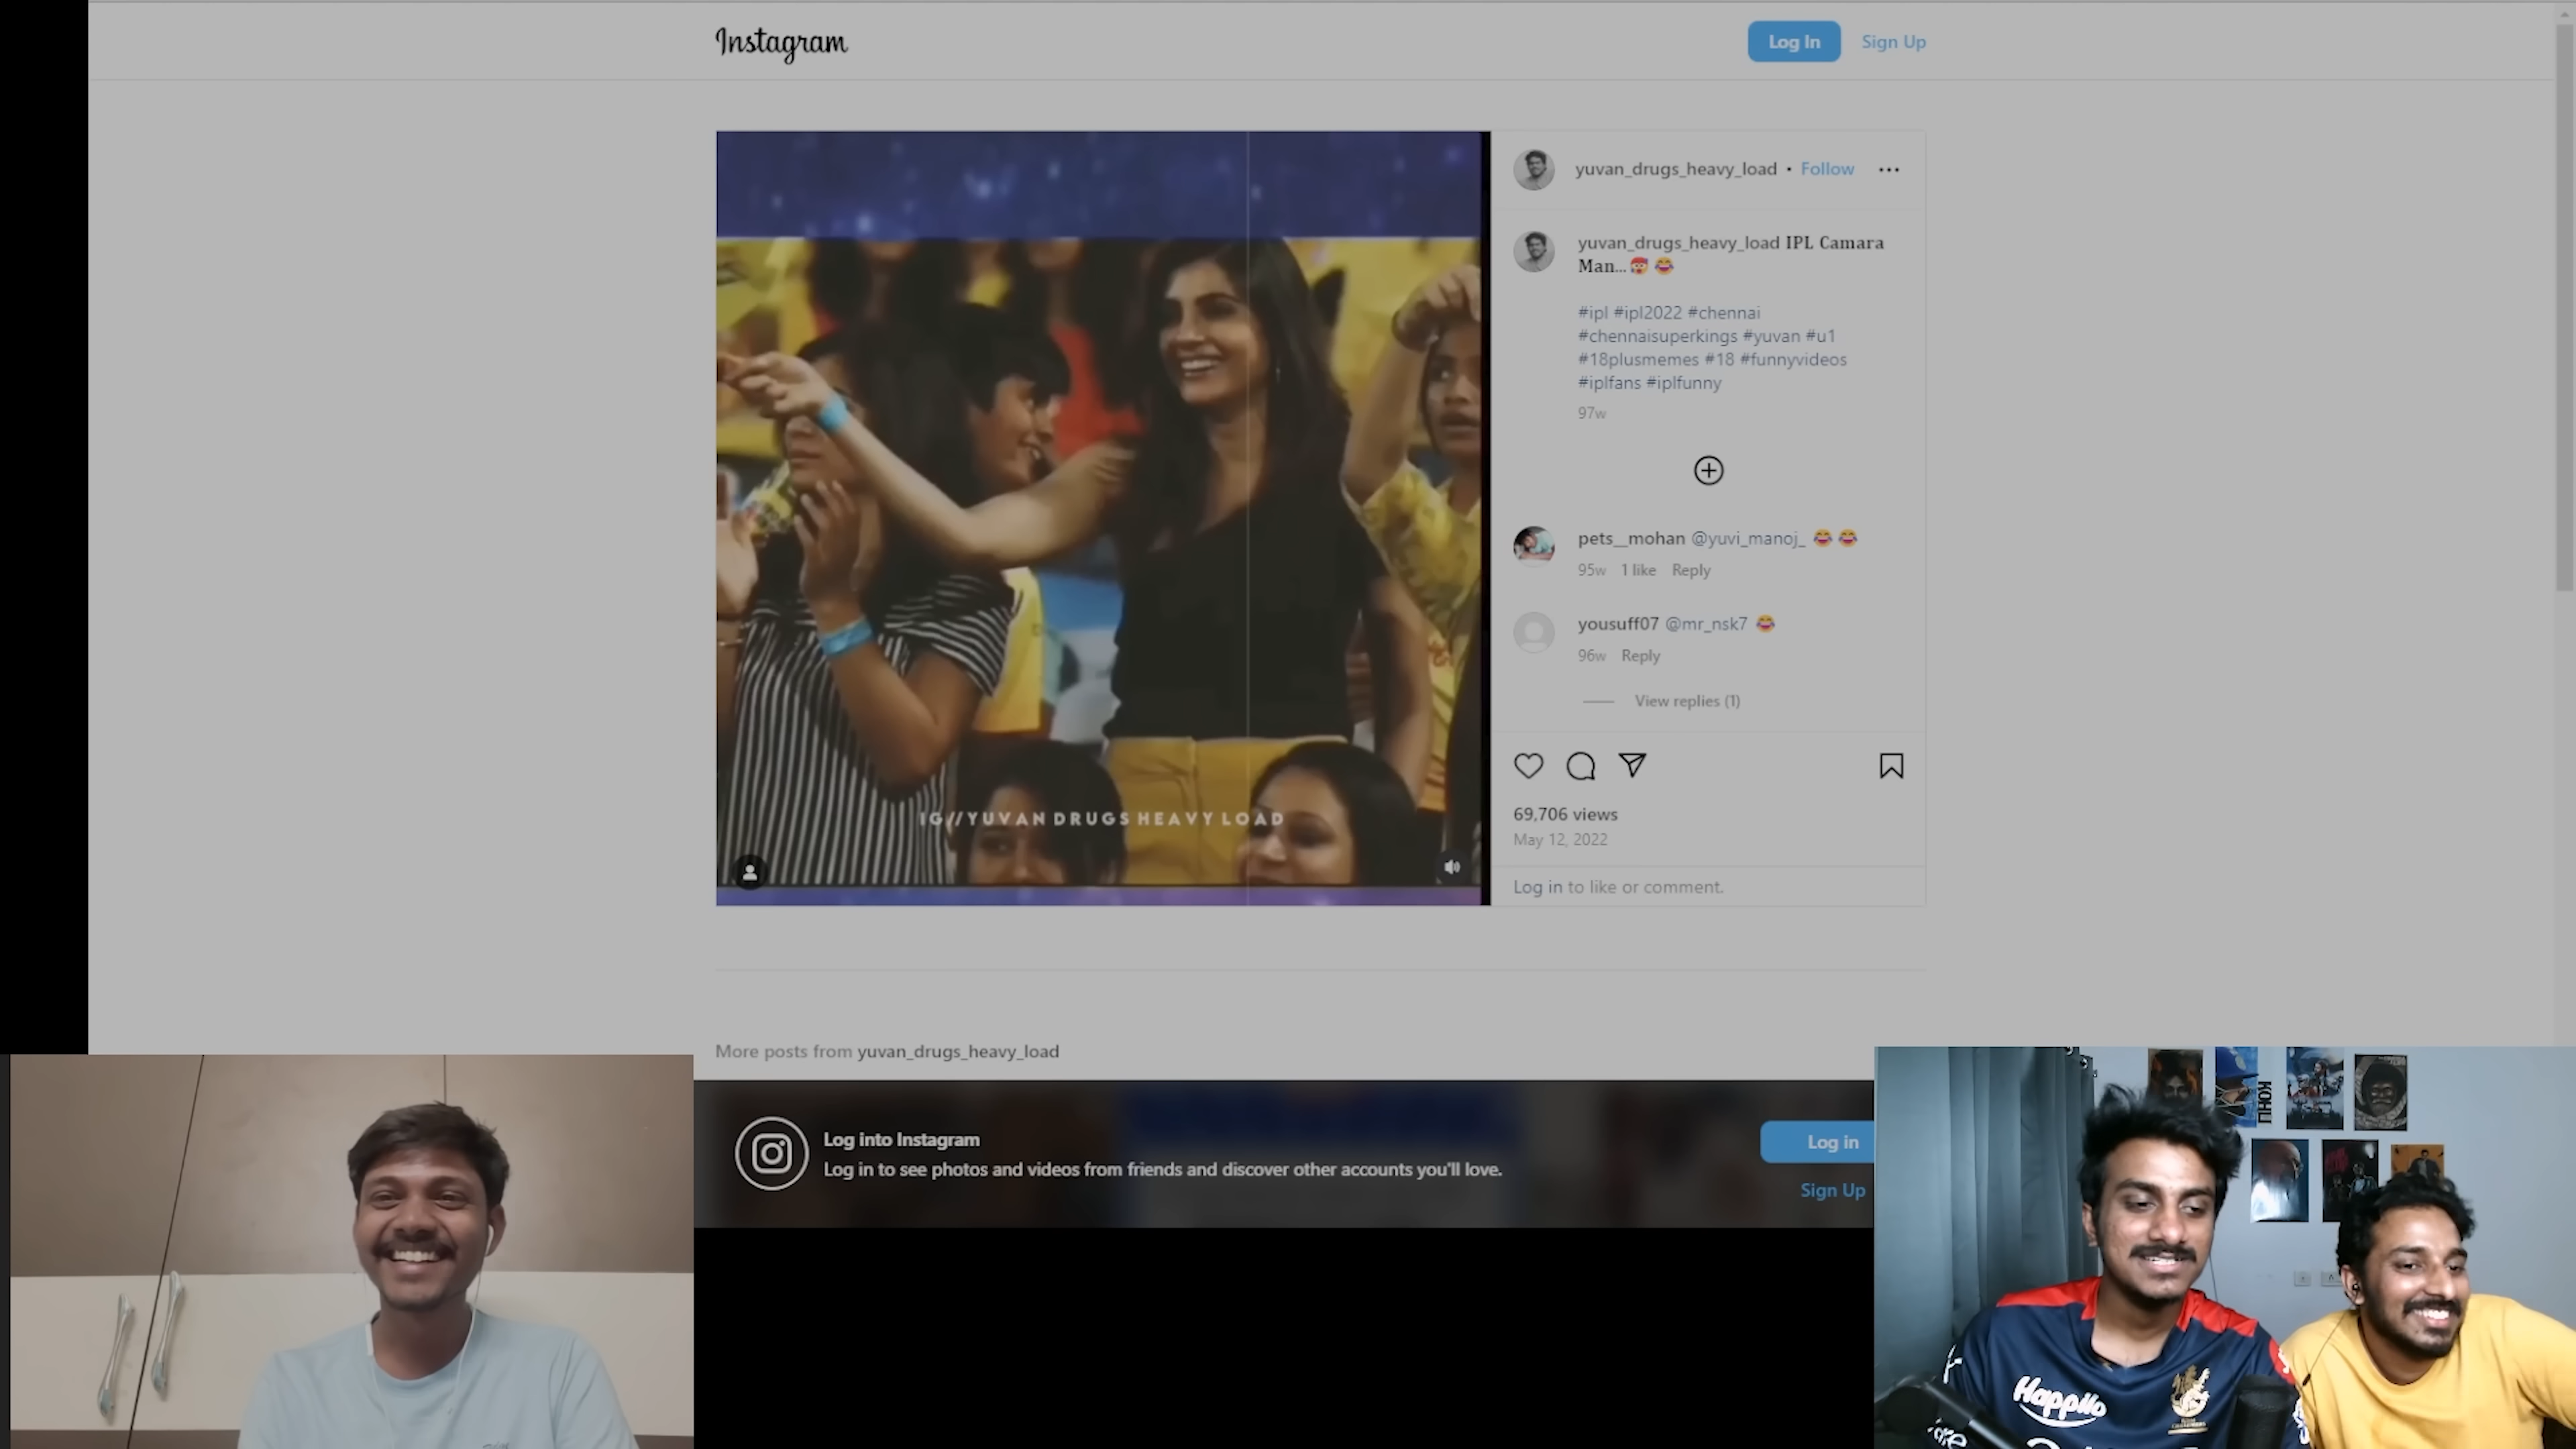 Instagram
Log In
Sign Up
yuvan_drugs_heavy_load • Follow
yuvan_drugs_heavy_load IPL Camara
Man...🥵😂
#ipl #ipl2022 #chennai
#chennaisuperkings #yuvan #u1
#18plusmemes #18 #funnyvideos
#iplfans #iplfunny
97w
pets__mohan @yuvi_manoj_ 😂😂
95w 1 like Reply
yousuff07 @mr_nsk7 😂
96w Reply
View replies (1)
69,706 views
May 12, 2022
Log in to like or comment.
IG//YUVAN DRUGS HEAVY LOAD
More posts from yuvan_drugs_heavy_load
Log into Instagram
Log in to see photos and videos from friends and discover other accounts you'll love.
Log in
Sign Up
KOHLI
Happilo